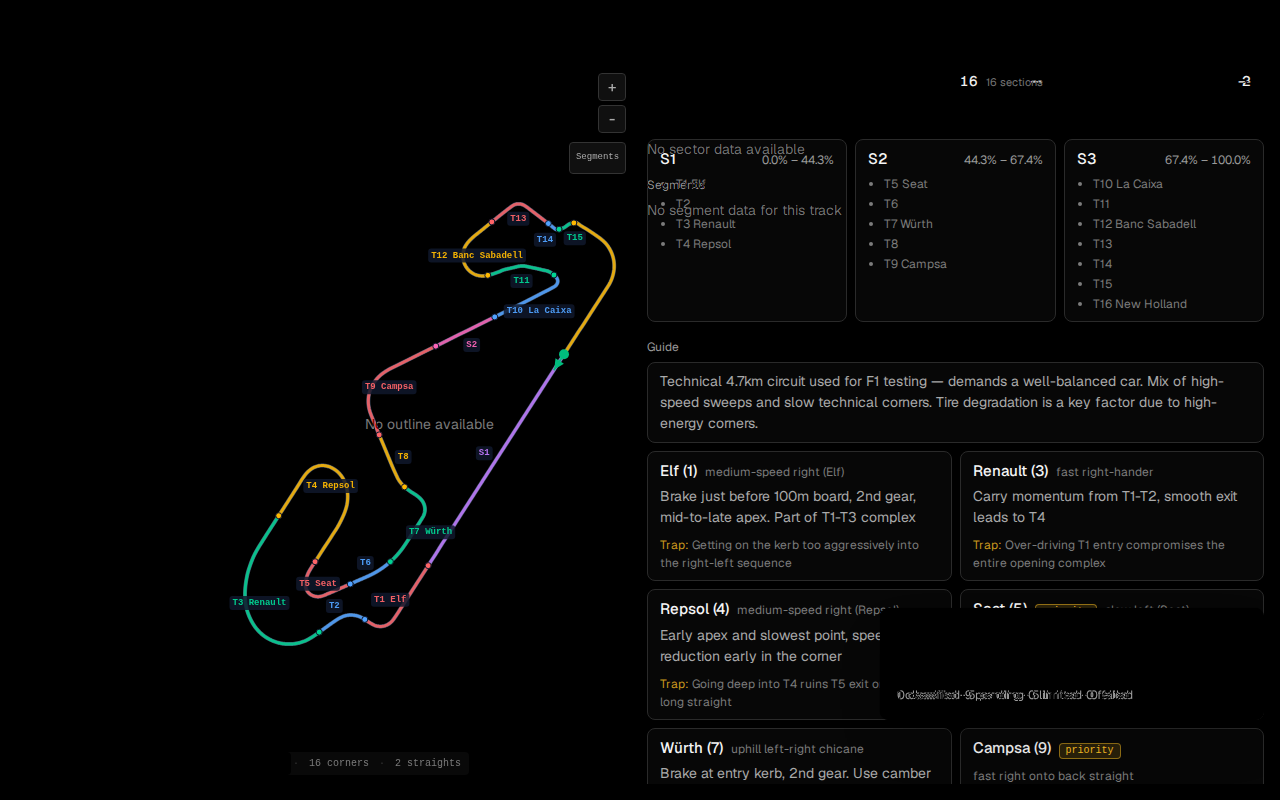 +
-
Segments
T13
T14
T15
T12 Banc Sabadell
T11
T10 La Caixa
S2
T9 Campsa
No outline available
T8
S1
T4 Repsol
T7 Würth
T6
T5 Seat
T3 Renault
T2
T1 Elf
16 corners · 2 straights
16 16 sections
No sector data available
S1 0.0% – 44.3%
Segments
T2
No segment data for this track
T3 Renault
T4 Repsol
S2 44.3% – 67.4%
T5 Seat
T6
T7 Würth
T8
T9 Campsa
S3 67.4% – 100.0%
T10 La Caixa
T11
T12 Banc Sabadell
T13
T14
T15
T16 New Holland
Guide
Technical 4.7km circuit used for F1 testing — demands a well-balanced car. Mix of high-
speed sweeps and slow technical corners. Tire degradation is a key factor due to high-
energy corners.
Elf (1) medium-speed right (Elf)
Brake just before 100m board, 2nd gear,
mid-to-late apex. Part of T1-T3 complex
Trap: Getting on the kerb too aggressively into
the right-left sequence
Renault (3) fast right-hander
Carry momentum from T1-T2, smooth exit
leads to T4
Trap: Over-driving T1 entry compromises the
entire opening complex
Repsol (4) medium-speed right (Repsol)
Early apex and slowest point,
reduction early in the corner
Trap: Going deep into T4 ruins T5 exit
long straight
Seat (5)
Würth (7) uphill left-right chicane
Brake at entry kerb, 2nd gear. Use camber
Campsa (9) priority
fast right onto back straight